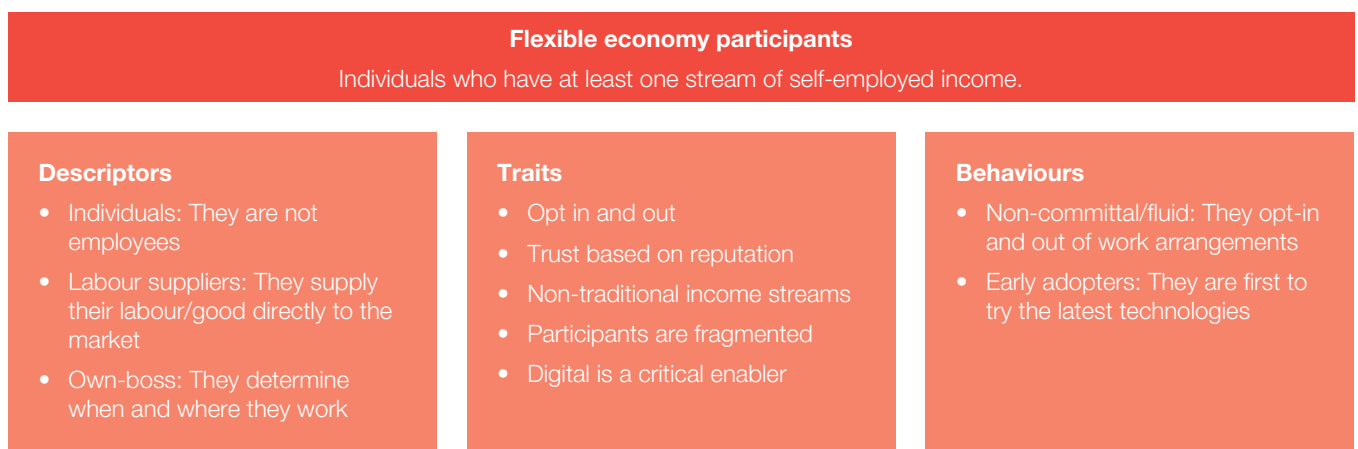 Flexible economy participants
Individuals who have at least one stream of self-employed income.
Descriptors
• Individuals: They are not
employees
• Labour suppliers: They supply
their labour/good directly to the
market
• Own-boss: They determine
when and where they work
Traits
• Opt in and out
• Trust based on reputation
• Non-traditional income streams
• Participants are fragmented
• Digital is a critical enabler
Behaviours
• Non-committal/fluid: They opt-in
and out of work arrangements
• Early adopters: They are first to
try the latest technologies